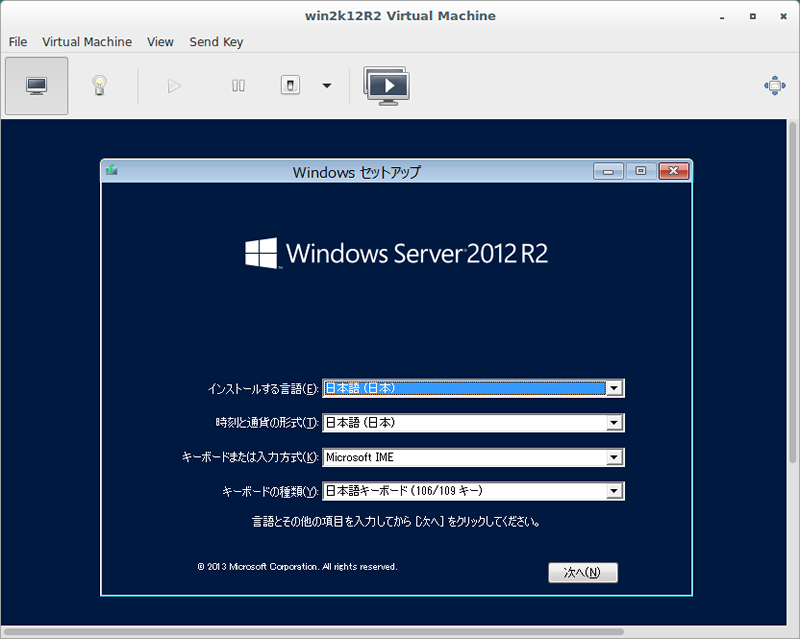 win2k12R2 Virtual Machine
File Virtual Machine View Send Key
Windows セットアップ
Windows Server 2012 R2
インストールする言語(E): 日本語 (日本)
時刻と通貨の形式(T): 日本語 (日本)
キーボードまたは入力方式(K): Microsoft IME
キーボードの種類(Y): 日本語キーボード (106/109 キー)
言語とその他の項目を入力してから [次へ] をクリックしてください。
© 2013 Microsoft Corporation. All rights reserved.
次へ(N)